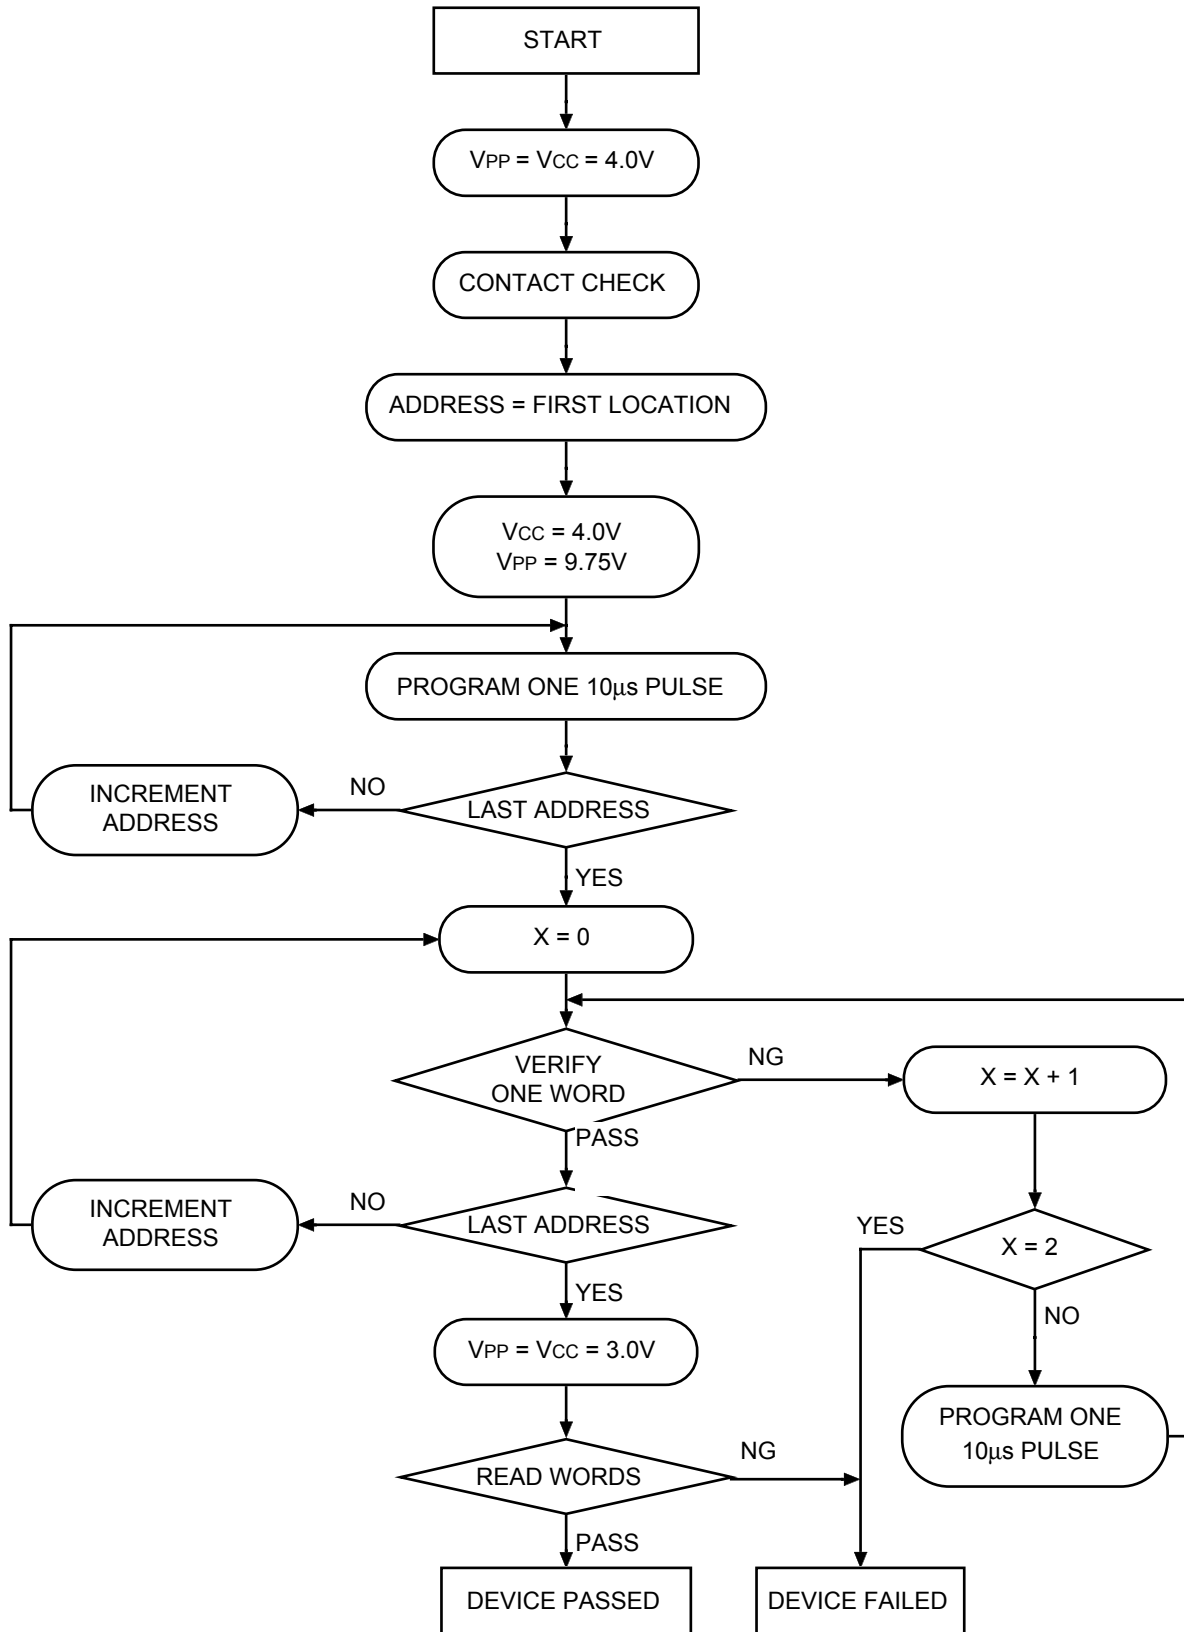 START
VPP = VCC = 4.0V
CONTACT CHECK
ADDRESS = FIRST LOCATION
VCC = 4.0V
VPP = 9.75V
PROGRAM ONE 10μs PULSE
INCREMENT
ADDRESS
NO
LAST ADDRESS
YES
X = 0
VERIFY
ONE WORD
NG
X = X + 1
PASS
INCREMENT
ADDRESS
NO
LAST ADDRESS
YES
X = 2
YES
NO
VPP = VCC = 3.0V
PROGRAM ONE
10μs PULSE
READ WORDS
NG
PASS
DEVICE PASSED
DEVICE FAILED